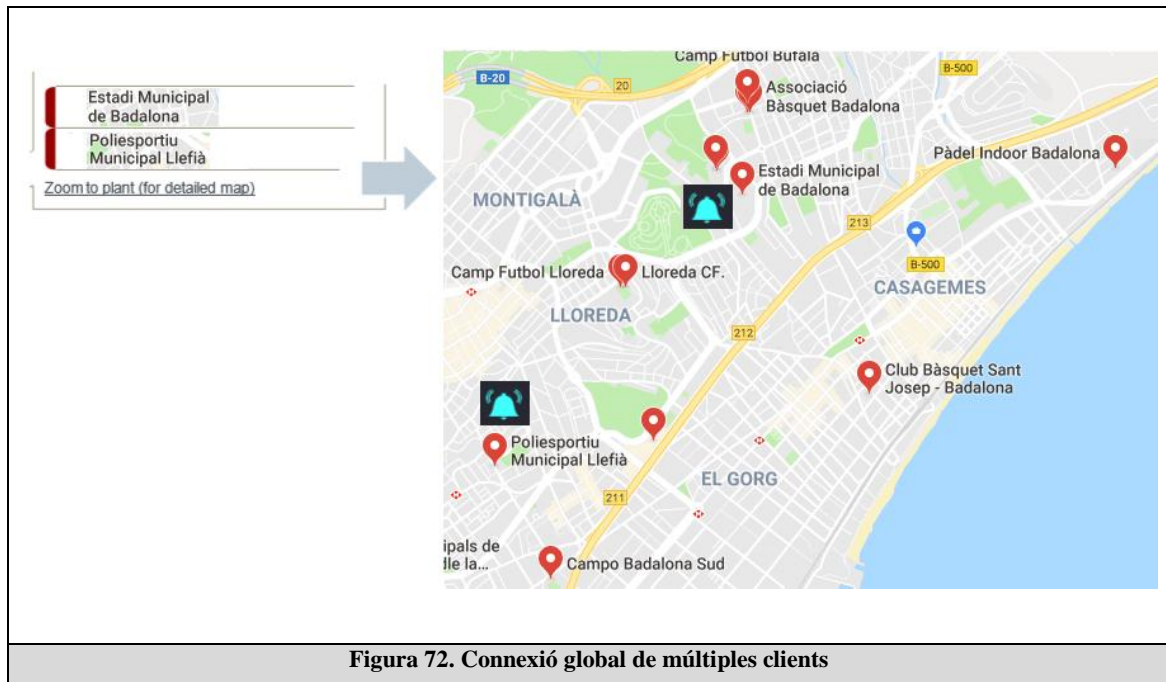 Estadi Municipal
de Badalona
Poliesportiu
Municipal Llefià
Zoom to plant (for detailed map)
Camp Futbol Bufalà
B-20
20
B-500
Associació
Bàsquet Badalona
Pàdel Indoor Badalona
Estadi Municipal
de Badalona
MONTIGALÀ
213
B-500
Camp Futbol Lloreda
Lloreda CF.
CASAGEMES
LLOREDA
212
Club Bàsquet Sant
Josep - Badalona
Poliesportiu
Municipal Llefià
EL GORG
211
ipals de
Campo Badalona Sud
Figura 72. Connexió global de múltiples clients